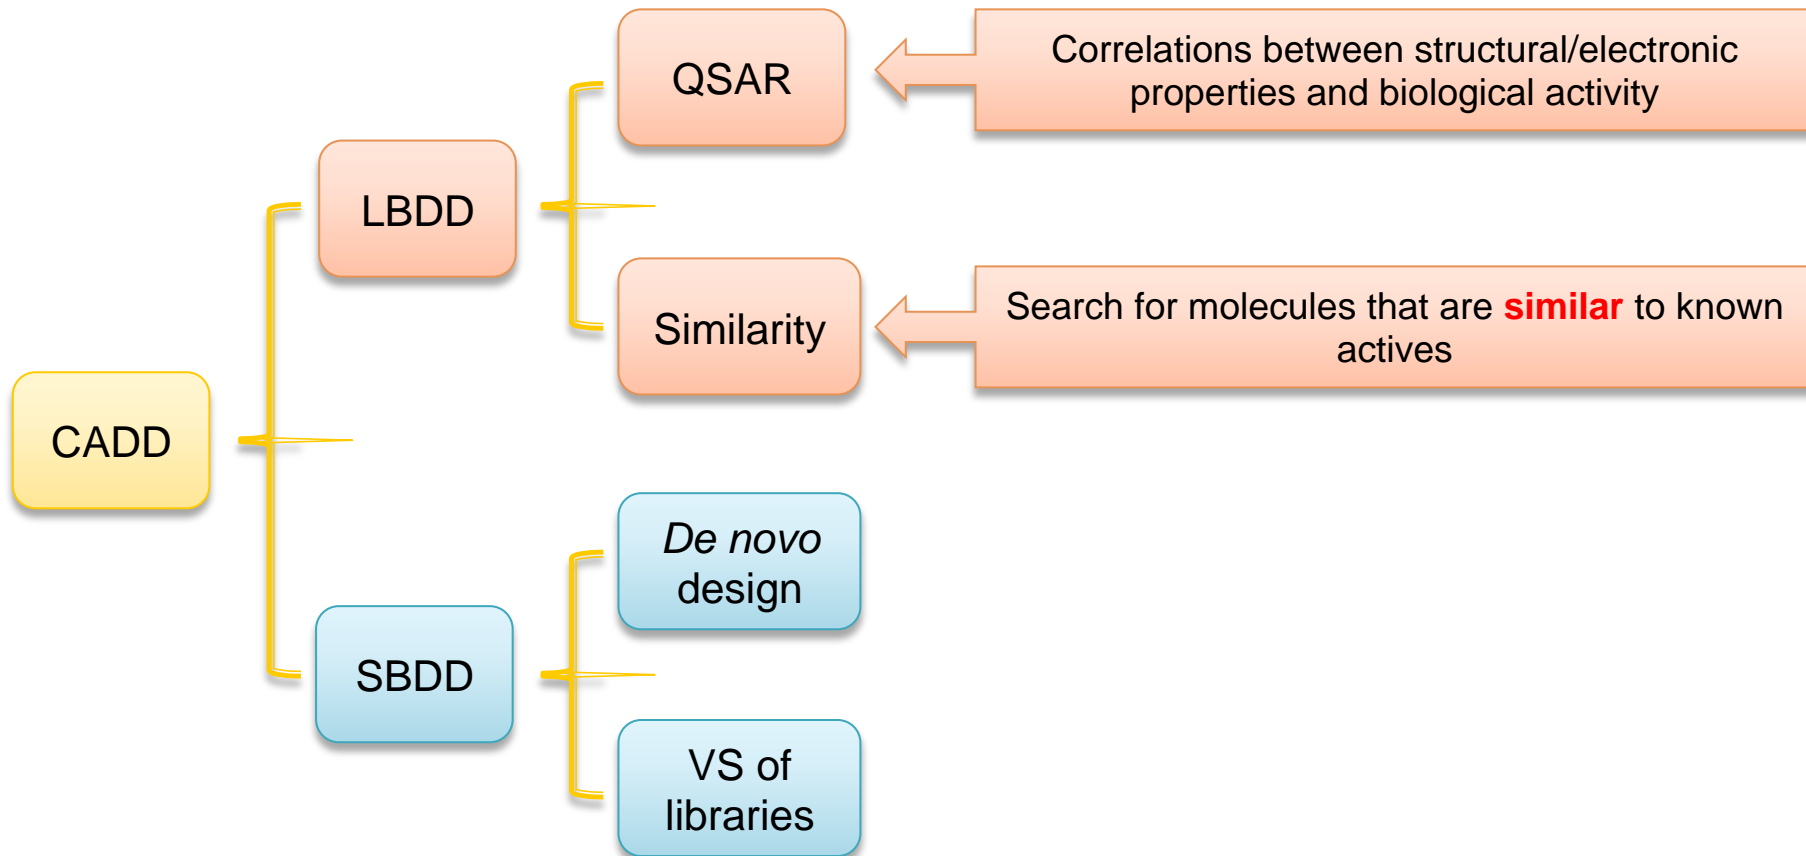 QSAR
Correlations between structural/electronic
properties and biological activity
LBDD
Similarity
Search for molecules that are similar to known
actives
CADD
De novo
design
SBDD
VS of
libraries